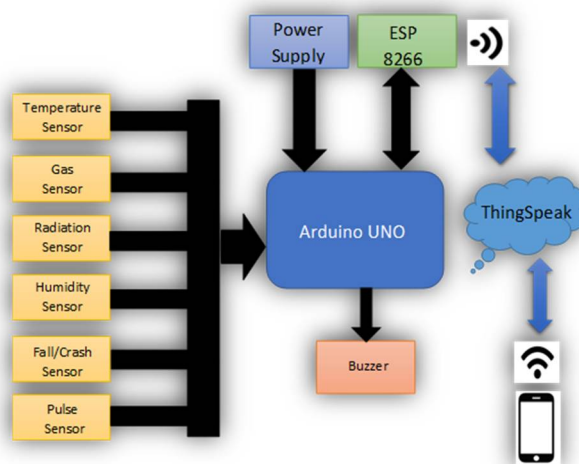 Power
Supply
ESP
8266
Temperature
Sensor
Gas
Sensor
Radiation
Sensor
Humidity
Sensor
Fall/Crash
Sensor
Pulse
Sensor
Arduino UNO
ThingSpeak
Buzzer